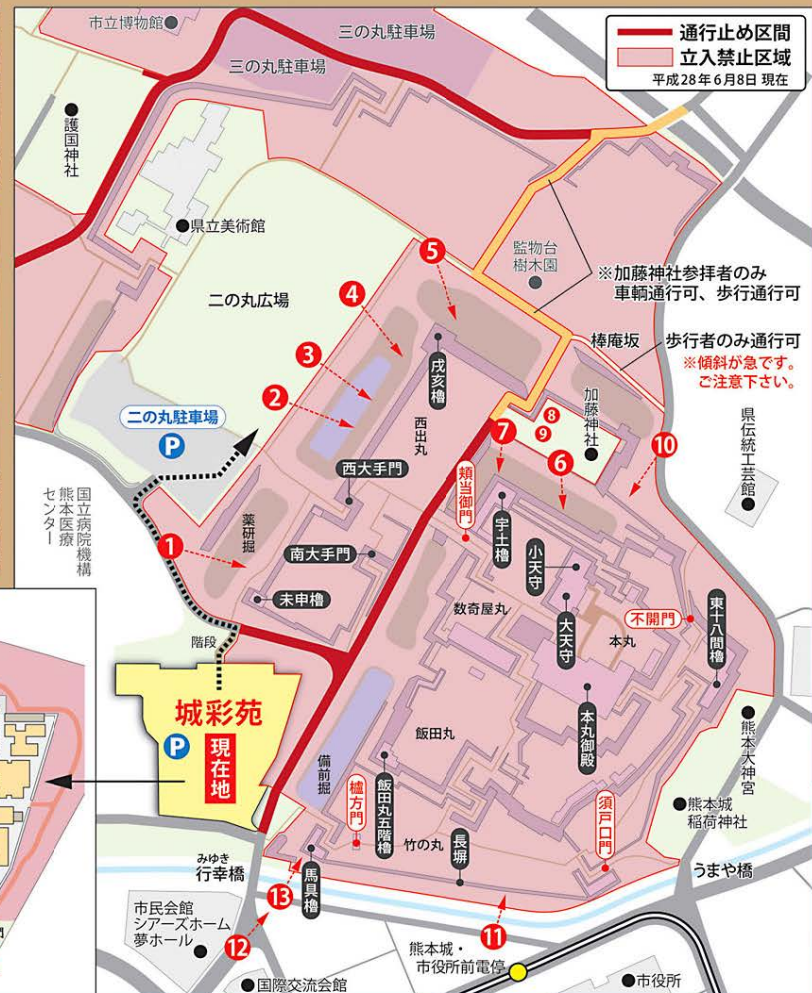 通行止め区間
立入禁止区域
平成28年6月8日 現在
市立博物館
三の丸駐車場
三の丸駐車場
護国神社
県立美術館
監物台
樹木園
※加藤神社参拝者のみ
車輌通行可、歩行通行可
二の丸広場
棒庵坂
歩行者のみ通行可
※傾斜が急です。
ご注意下さい。
5
4
3
2
戌亥櫓
西出丸
加藤神社
8
9
7
6
10
県伝統工芸館
二の丸駐車場
P
国立病院機構
熊本医療
センター
西大手門
頬当御門
宇土櫓
薬研堀
1
南大手門
未申櫓
小天守
大天守
数奇屋丸
本丸
不開門
東十八間櫓
階段
城彩苑
P
現在地
本丸御殿
飯田丸
備前堀
飯田丸五階櫓
櫨方門
熊本大神宮
熊本城
稲荷神社
須戸口門
竹の丸
長塀
馬具櫓
みゆき
行幸橋
うまや橋
13
12
11
市民会館
シアーズホーム
夢ホール
熊本城・
市役所前電停
国際交流会館
市役所
門